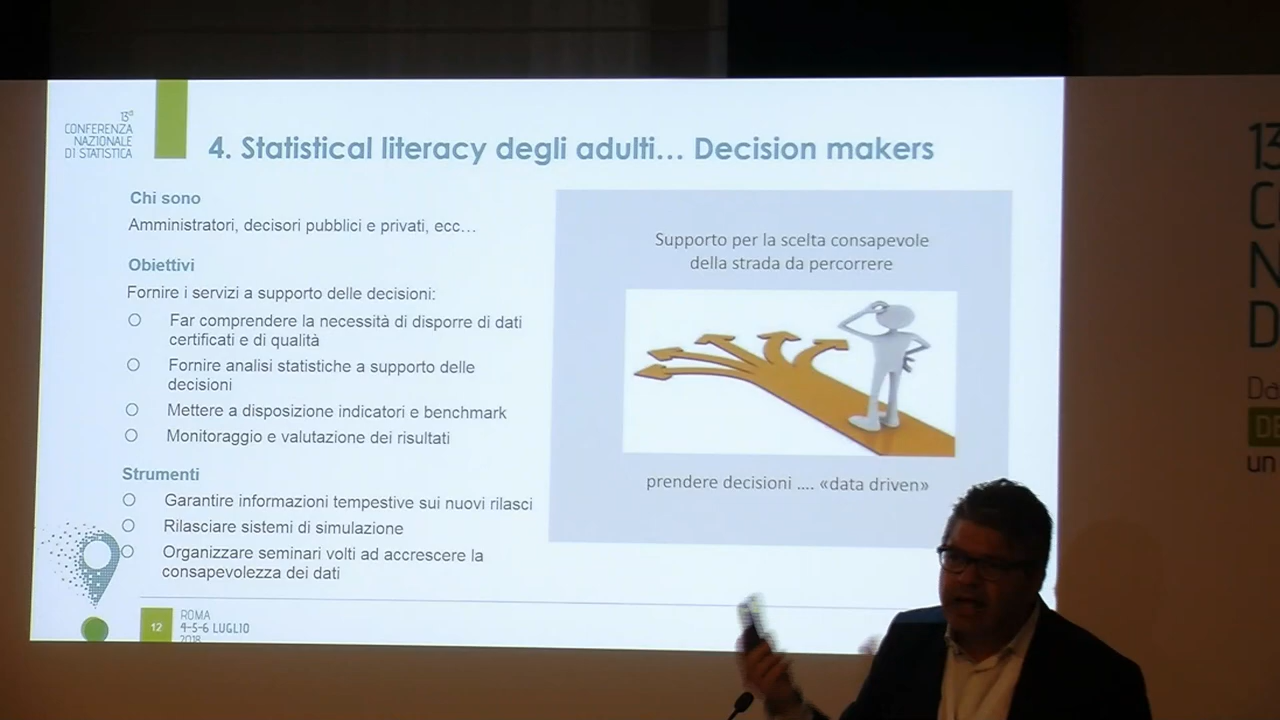 13ª
CONFERENZA
NAZIONALE
DI STATISTICA
4. Statistical literacy degli adulti... Decision makers
Chi sono
Amministratori, decisori pubblici e privati, ecc...
Obiettivi
Fornire i servizi a supporto delle decisioni:
Far comprendere la necessità di disporre di dati
certificati e di qualità
Fornire analisi statistiche a supporto delle
decisioni
Mettere a disposizione indicatori e benchmark
Monitoraggio e valutazione dei risultati
Strumenti
Garantire informazioni tempestive sui nuovi rilasci
Rilasciare sistemi di simulazione
Organizzare seminari volti ad accrescere la
consapevolezza dei dati
Supporto per la scelta consapevole
della strada da percorrere
prendere decisioni .... «data driven»
12
ROMA
4-5-6 LUGLIO
2018
13
un